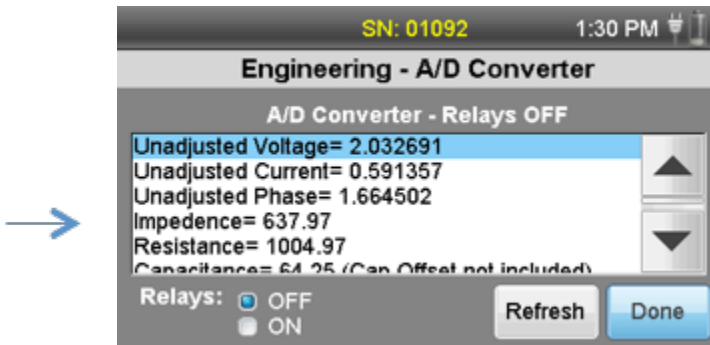 SN: 01092 1:30 PM
Engineering - A/D Converter
A/D Converter - Relays OFF
Unadjusted Voltage= 2.032691
Unadjusted Current= 0.591357
Unadjusted Phase= 1.664502
Impedence= 637.97
Resistance= 1004.97
Capacitance= 64.25 (Cap Offset not included)
Relays: OFF
ON
Refresh Done